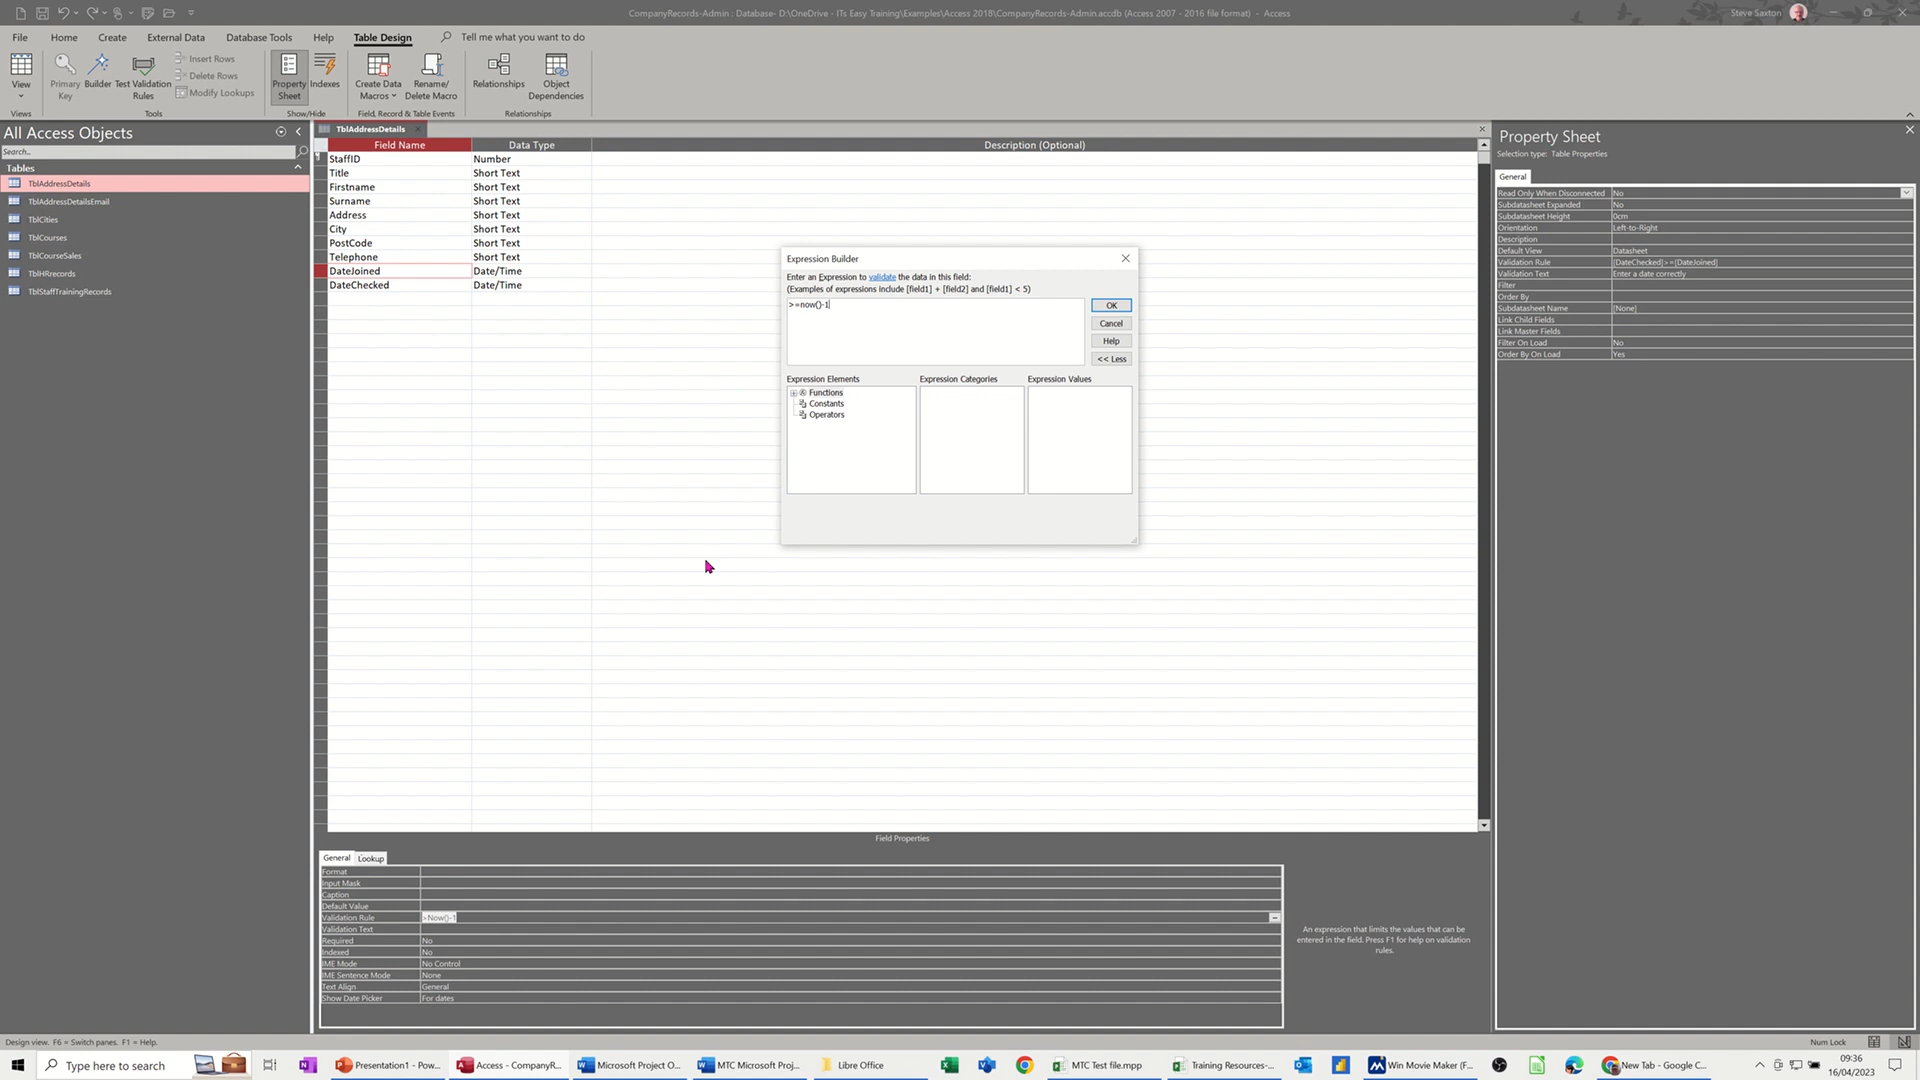 CompanyRecords-Admin : Database- D:\OneDrive - ITs Easy Training\Examples\Access 2018\CompanyRecords-Admin.accdb (Access 2007 - 2016 file format) - Access
Steve Saxton
File Home Create External Data Database Tools Help Table Design Tell me what you want to do
View
Primary Key
Builder
Test Validation Rules
Insert Rows
Delete Rows
Modify Lookups
Property Sheet
Indexes
Create Data Macros
Rename/ Delete Macro
Relationships
Object Dependencies
Views
Tools
Show/Hide
Field, Record & Table Events
Relationships
All Access Objects
Search...
Tables
TblAddressDetails
TblAddressDetailsEmail
TblCities
TblCourses
TblCourseSales
TblHRrecords
TblStaffTrainingRecords
TblAddressDetails
Field Name Data Type Description (Optional)
StaffID Number
Title Short Text
Firstname Short Text
Surname Short Text
Address Short Text
City Short Text
PostCode Short Text
Telephone Short Text
DateJoined Date/Time
DateChecked Date/Time
Expression Builder
Enter an Expression to validate the data in this field:
(Examples of expressions include [field1] + [field2] and [field1] < 5)
>=now()-1
OK
Cancel
Help
<< Less
Expression Elements Expression Categories Expression Values
Functions
Constants
Operators
Field Properties
General Lookup
Format
Input Mask
Caption
Default Value
Validation Rule >Now()-1
Validation Text
Required No
Indexed No
IME Mode No Control
IME Sentence Mode None
Text Align General
Show Date Picker For dates
An expression that limits the values that can be
entered in the field. Press F1 for help on validation
rules.
Property Sheet
Selection type: Table Properties
General
Read Only When Disconnected No
Subdatasheet Expanded No
Subdatasheet Height 0cm
Orientation Left-to-Right
Description
Default View Datasheet
Validation Rule [DateChecked]>=[DateJoined]
Validation Text Enter a date correctly
Filter
Order By
Subdatasheet Name [None]
Link Child Fields
Link Master Fields
Filter On Load No
Order By On Load Yes
Design view. F6 = Switch panes. F1 = Help.
Num Lock
Type here to search
Presentation1 - Pow...
Access - CompanyR...
Microsoft Project O...
MTC Microsoft Proj...
Libre Office
MTC Test file.mpp
Training Resources-...
Win Movie Maker (F...
New Tab - Google C...
09:36
16/04/2023